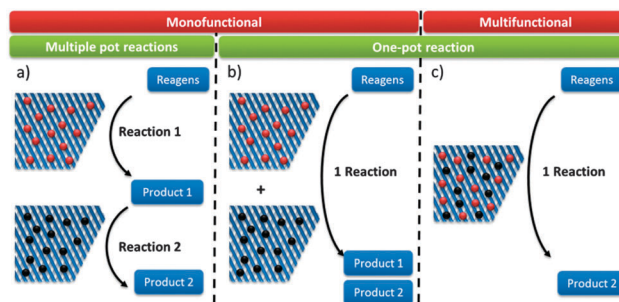 Monofunctional
Multifunctional
Multiple pot reactions
One-pot reaction
a)
Reagens
Reaction 1
Product 1
Reaction 2
Product 2
b)
Reagens
+
1 Reaction
Product 1
Product 2
c)
Reagens
1 Reaction
Product 2